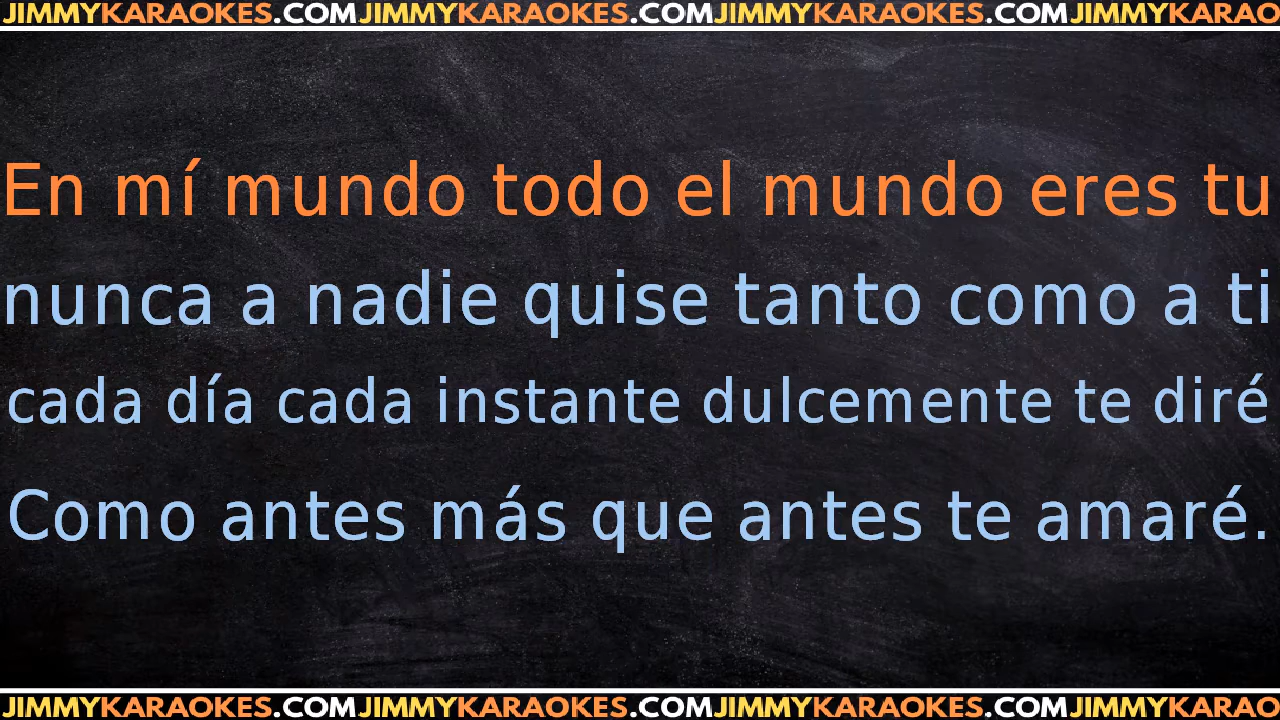 JIMMYKARAOKES.COMJIMMYKARAOKES.COMJIMMYKARAOKES.COMJIMMYKARAO
En mí mundo todo el mundo eres tu
nunca a nadie quise tanto como a ti
cada día cada instante dulcemente te diré
Como antes más que antes te amaré.
JIMMYKARAOKES.COMJIMMYKARAOKES.COMJIMMYKARAOKES.COMJIMMYKARAO